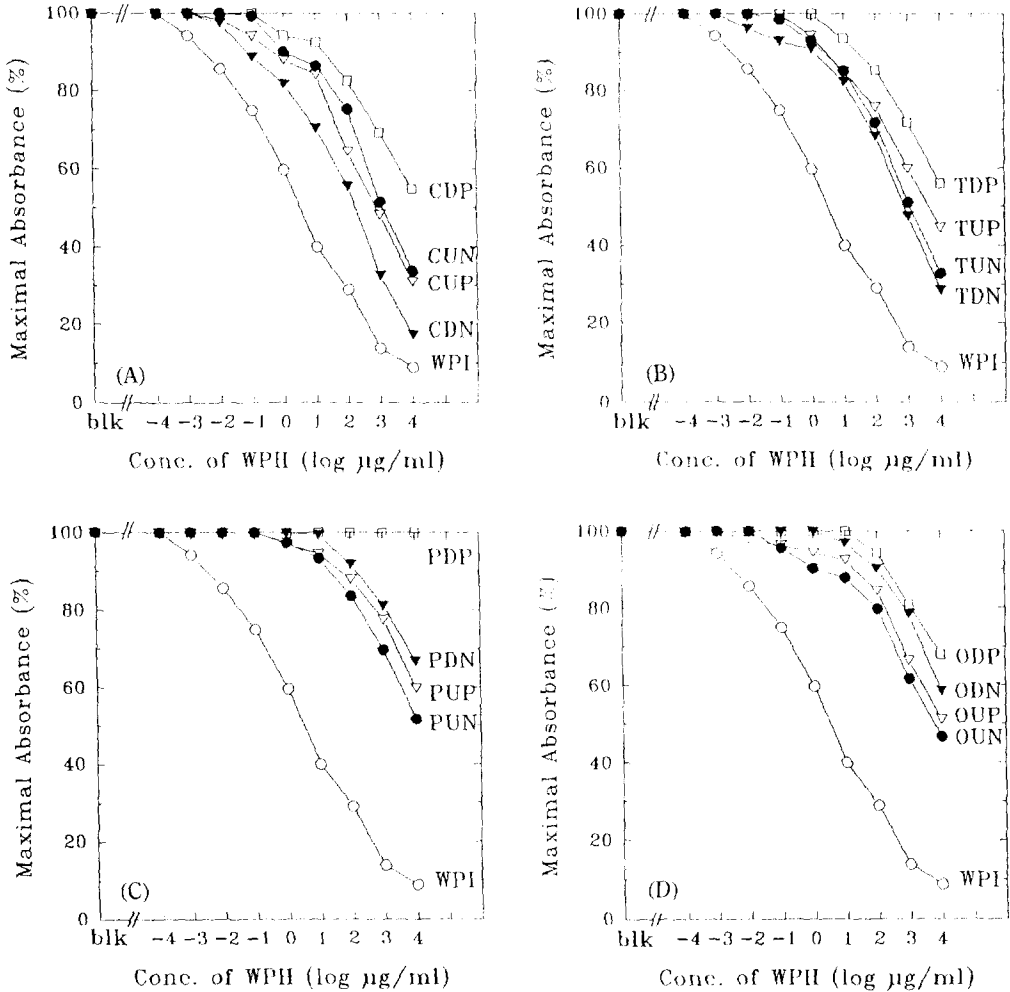 Maximal Absorbance (%)
100
80
60
40
20
0
CDP
CUN
CUP
CDN
WPI
(A)
blk -4 -3 -2 -1 0 1 2 3 4
Conc. of WPH (log μg/ml)
Maximal Absorbance (%)
100
80
60
40
20
0
TDP
TUP
TUN
TDN
WPI
(B)
blk -4 -3 -2 -1 0 1 2 3 4
Conc. of WPH (log μg/ml)
Maximal Absorbance (%)
100
80
60
40
20
0
PDP
PDN
PUP
PUN
WPI
(C)
blk -4 -3 -2 -1 0 1 2 3 4
Conc. of WPH (log μg/ml)
Maximal Absorbance (%)
100
80
60
40
20
0
ODP
ODN
OUP
OUN
WPI
(D)
blk -4 -3 -2 -1 0 1 2 3 4
Conc. of WPH (log μg/ml)